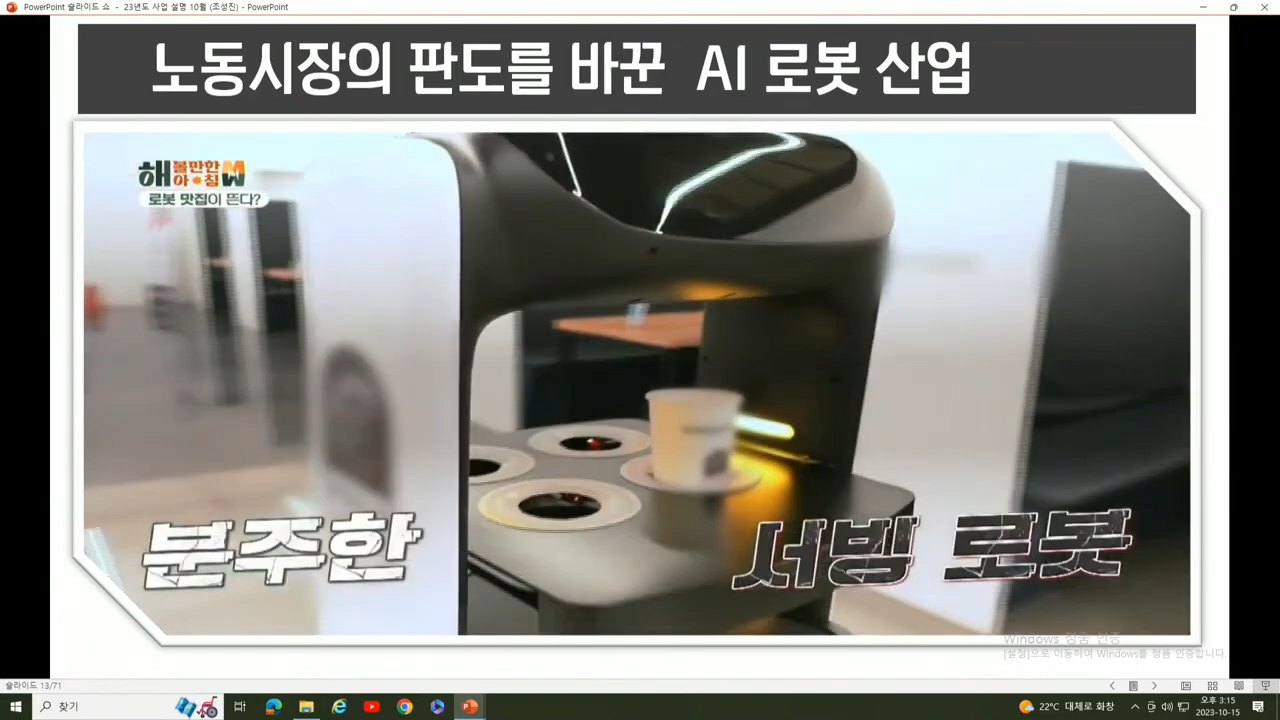 PowerPoint 슬라이드 쇼 - 23년도 사업 설명 10월 (조성진) - PowerPoint
노동시장의 판도를 바꾼 AI 로봇 산업
해볼만한아침M
로봇 맛집이 뜬다?
분주한 서빙 로봇
Windows 정품 인증
[설정]으로 이동하여 Windows를 정품 인증합니다.
슬라이드 13/71
찾기
22℃ 대체로 화창
오후 3:15
2023-10-15